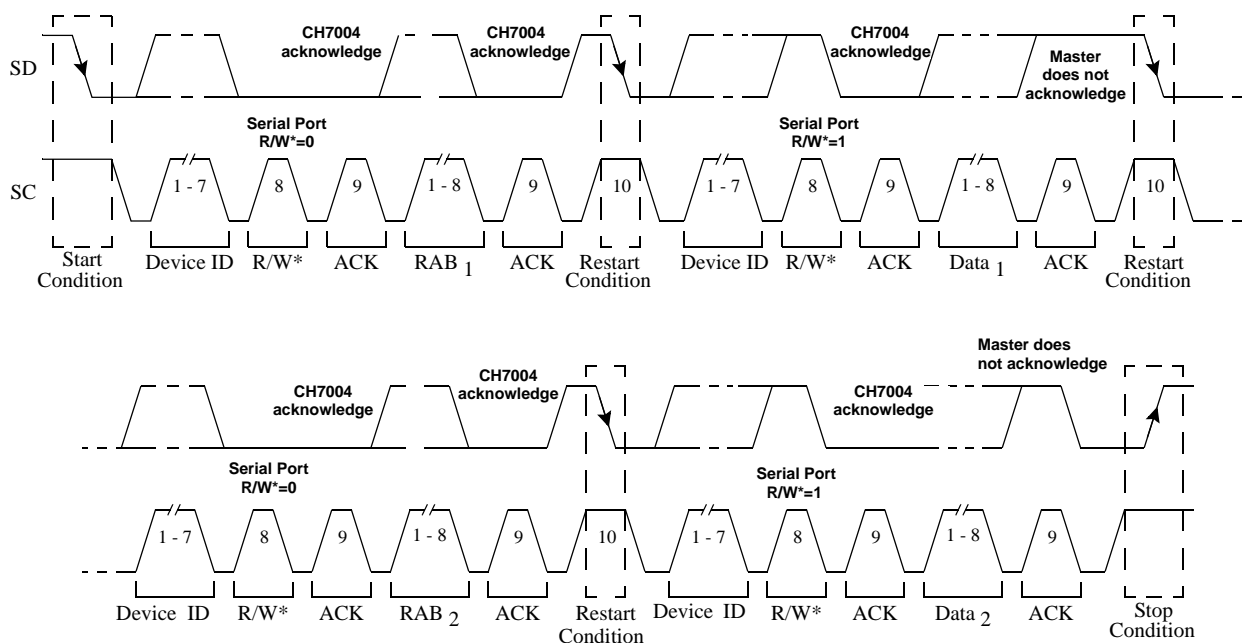 SD
CH7004
acknowledge
CH7004
acknowledge
CH7004
acknowledge
Master
does not
acknowledge
Serial Port
R/W*=0
Serial Port
R/W*=1
SC
1 - 7
8
9
1 - 8
9
10
1 - 7
8
9
1 - 8
9
10
Start
Condition
Device ID
R/W*
ACK
RAB 1
ACK
Restart
Condition
Device ID
R/W*
ACK
Data 1
ACK
Restart
Condition
CH7004
acknowledge
CH7004
acknowledge
CH7004
acknowledge
Master does
not acknowledge
Serial Port
R/W*=0
Serial Port
R/W*=1
1 - 7
8
9
1 - 8
9
10
1 - 7
8
9
1 - 8
9
Device ID
R/W*
ACK
RAB 2
ACK
Restart
Condition
Device ID
R/W*
ACK
Data 2
ACK
Stop
Condition